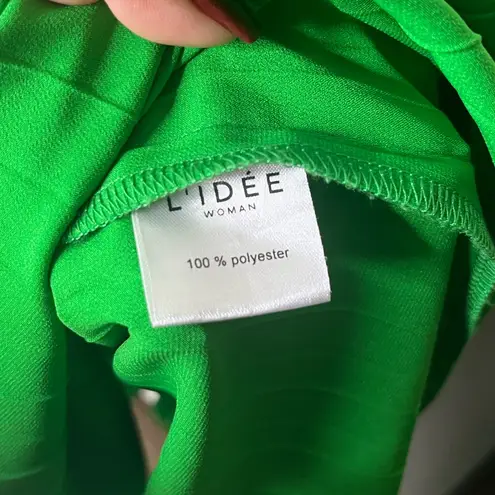 L'IDÉE
WOMAN
100 % polyester